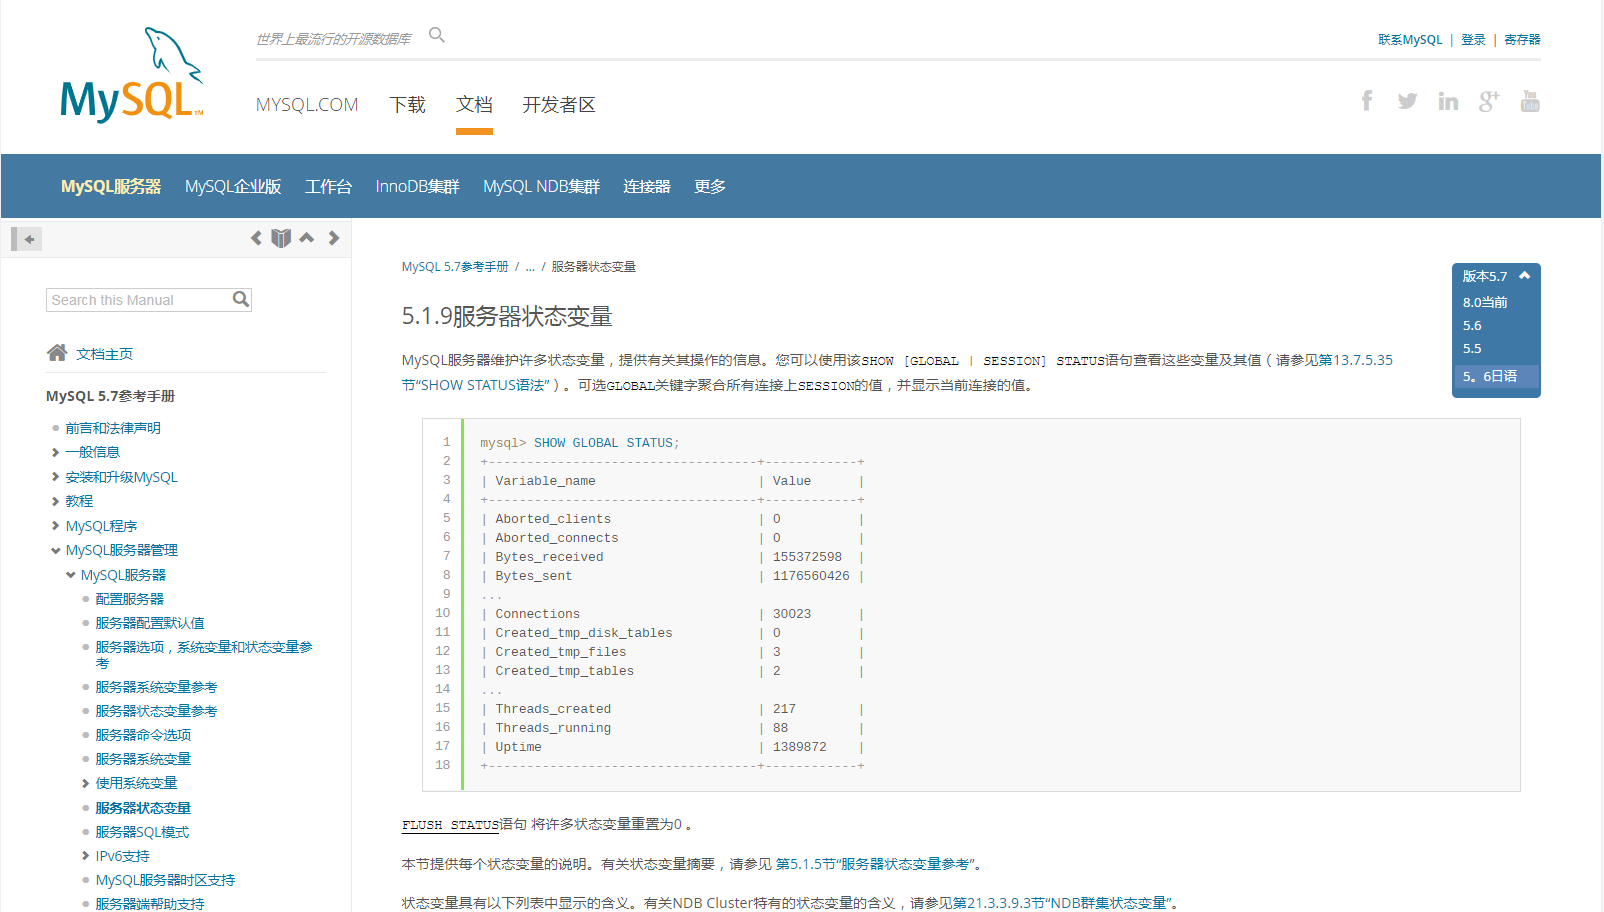 世界上最流行的开源数据库
联系MySQL | 登录 | 寄存器
MySQL™
MYSQL.COM 下载 文档 开发者区
f in g+ You Tube
MySQL服务器 MySQL企业版 工作台 InnoDB集群 MySQL NDB集群 连接器 更多
Search this Manual
文档主页
MySQL 5.7参考手册
前言和法律声明
一般信息
安装和升级MySQL
教程
MySQL程序
MySQL服务器管理
MySQL服务器
配置服务器
服务器配置默认值
服务器选项，系统变量和状态变量参
考
服务器系统变量参考
服务器状态变量参考
服务器命令选项
服务器系统变量
使用系统变量
服务器状态变量
服务器SQL模式
IPv6支持
MySQL服务器时区支持
服务器端帮助支持
MySQL 5.7参考手册 / ... / 服务器状态变量
5.1.9服务器状态变量
MySQL服务器维护许多状态变量，提供有关其操作的信息。您可以使用该SHOW [GLOBAL | SESSION] STATUS语句查看这些变量及其值（请参见第13.7.5.35
节“SHOW STATUS语法”）。可选GLOBAL关键字聚合所有连接上SESSION的值，并显示当前连接的值。
1 mysql> SHOW GLOBAL STATUS;
2 +-----------------------------------+------------+
3 | Variable_name                     | Value      |
4 +-----------------------------------+------------+
5 | Aborted_clients                   | 0          |
6 | Aborted_connects                  | 0          |
7 | Bytes_received                    | 155372598  |
8 | Bytes_sent                        | 1176560426 |
9 ...
10 | Connections                       | 30023      |
11 | Created_tmp_disk_tables           | 0          |
12 | Created_tmp_files                 | 3          |
13 | Created_tmp_tables                | 2          |
14 ...
15 | Threads_created                   | 217        |
16 | Threads_running                   | 88         |
17 | Uptime                            | 1389872    |
18 +-----------------------------------+------------+
FLUSH STATUS语句 将许多状态变量重置为0 。
本节提供每个状态变量的说明。有关状态变量摘要，请参见 第5.1.5节“服务器状态变量参考”。
状态变量具有以下列表中显示的含义。有关NDB Cluster特有的状态变量的含义，请参见第21.3.3.9.3节“NDB群集状态变量”。
版本5.7
8.0当前
5.6
5.5
5。6日语